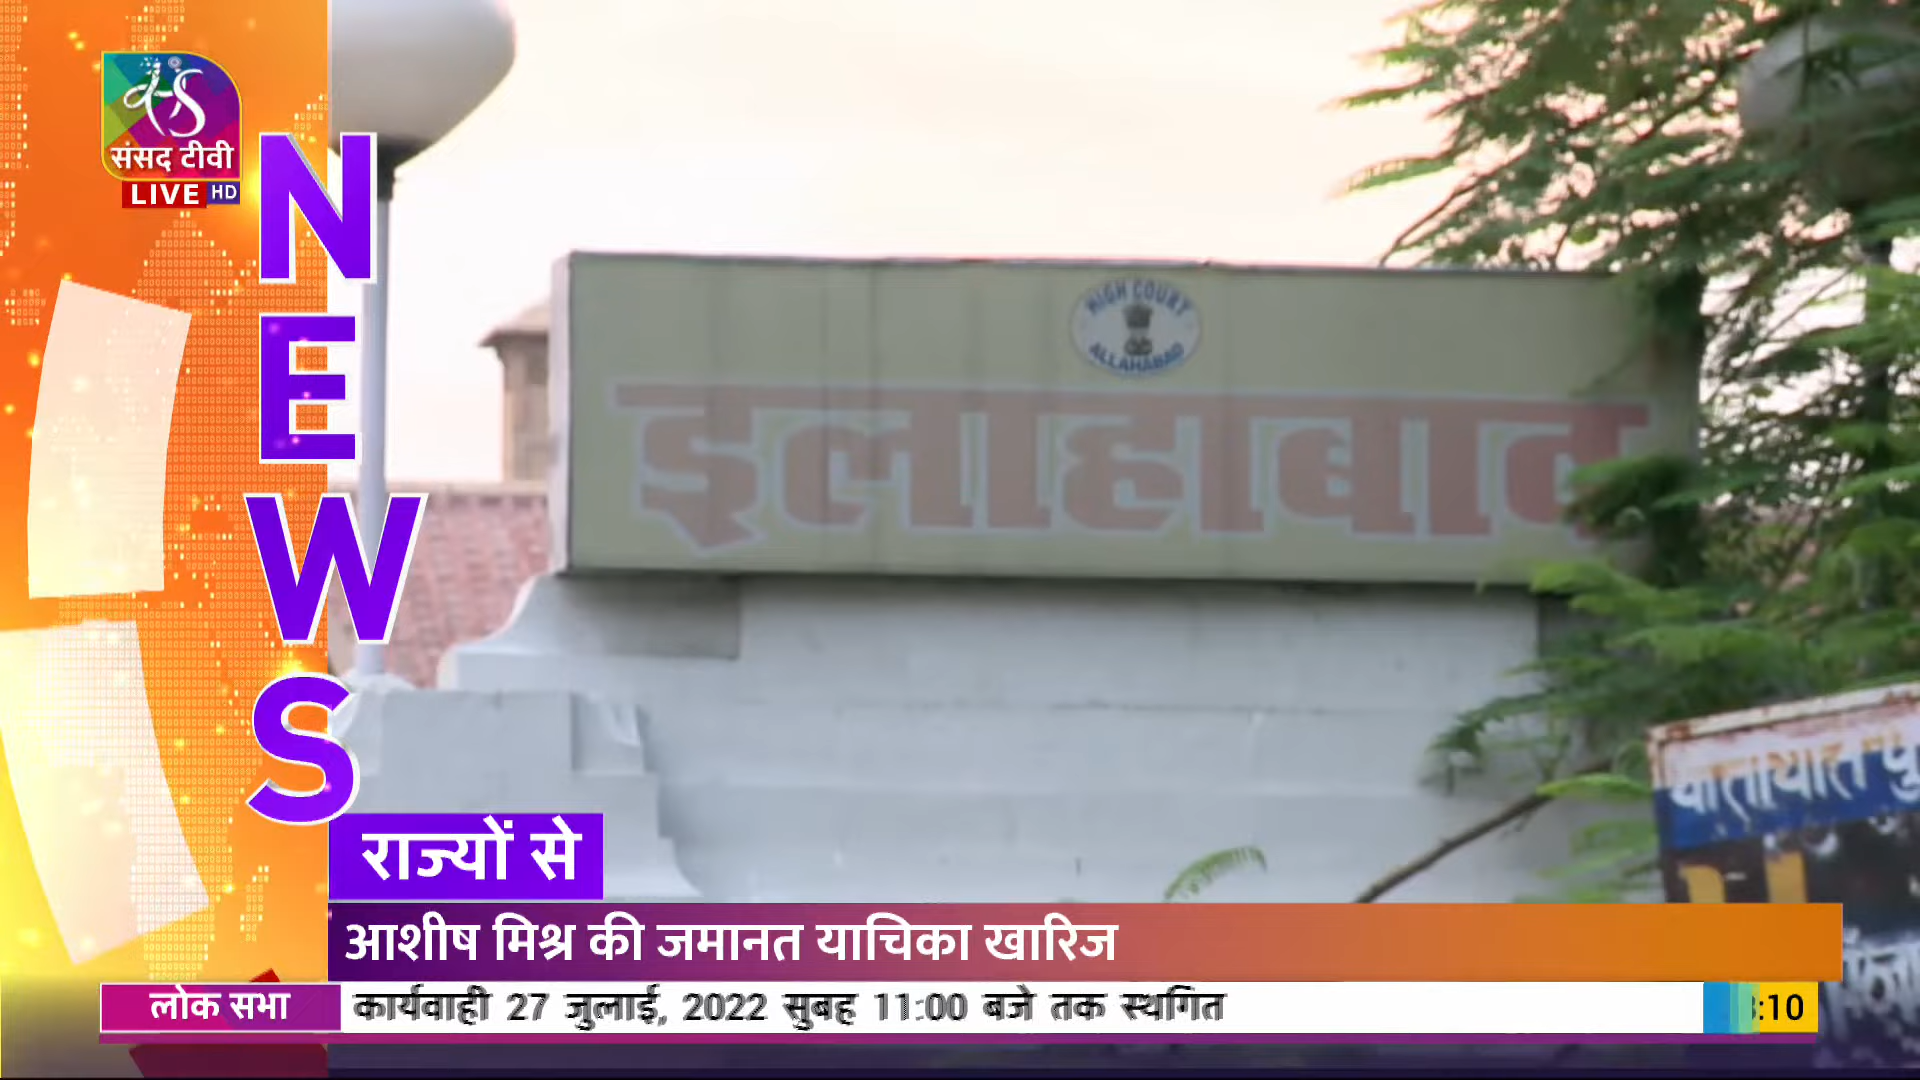 संसद टीवी
LIVE HD
NEWS
HIGH COURT
ALLAHABAD
इलाहाबाद
यातायात पु
राज्यों से
आशीष मिश्र की जमानत याचिका खारिज
लोक सभा
कार्यवाही 27 जुलाई, 2022 सुबह 11:00 बजे तक स्थगित
:10